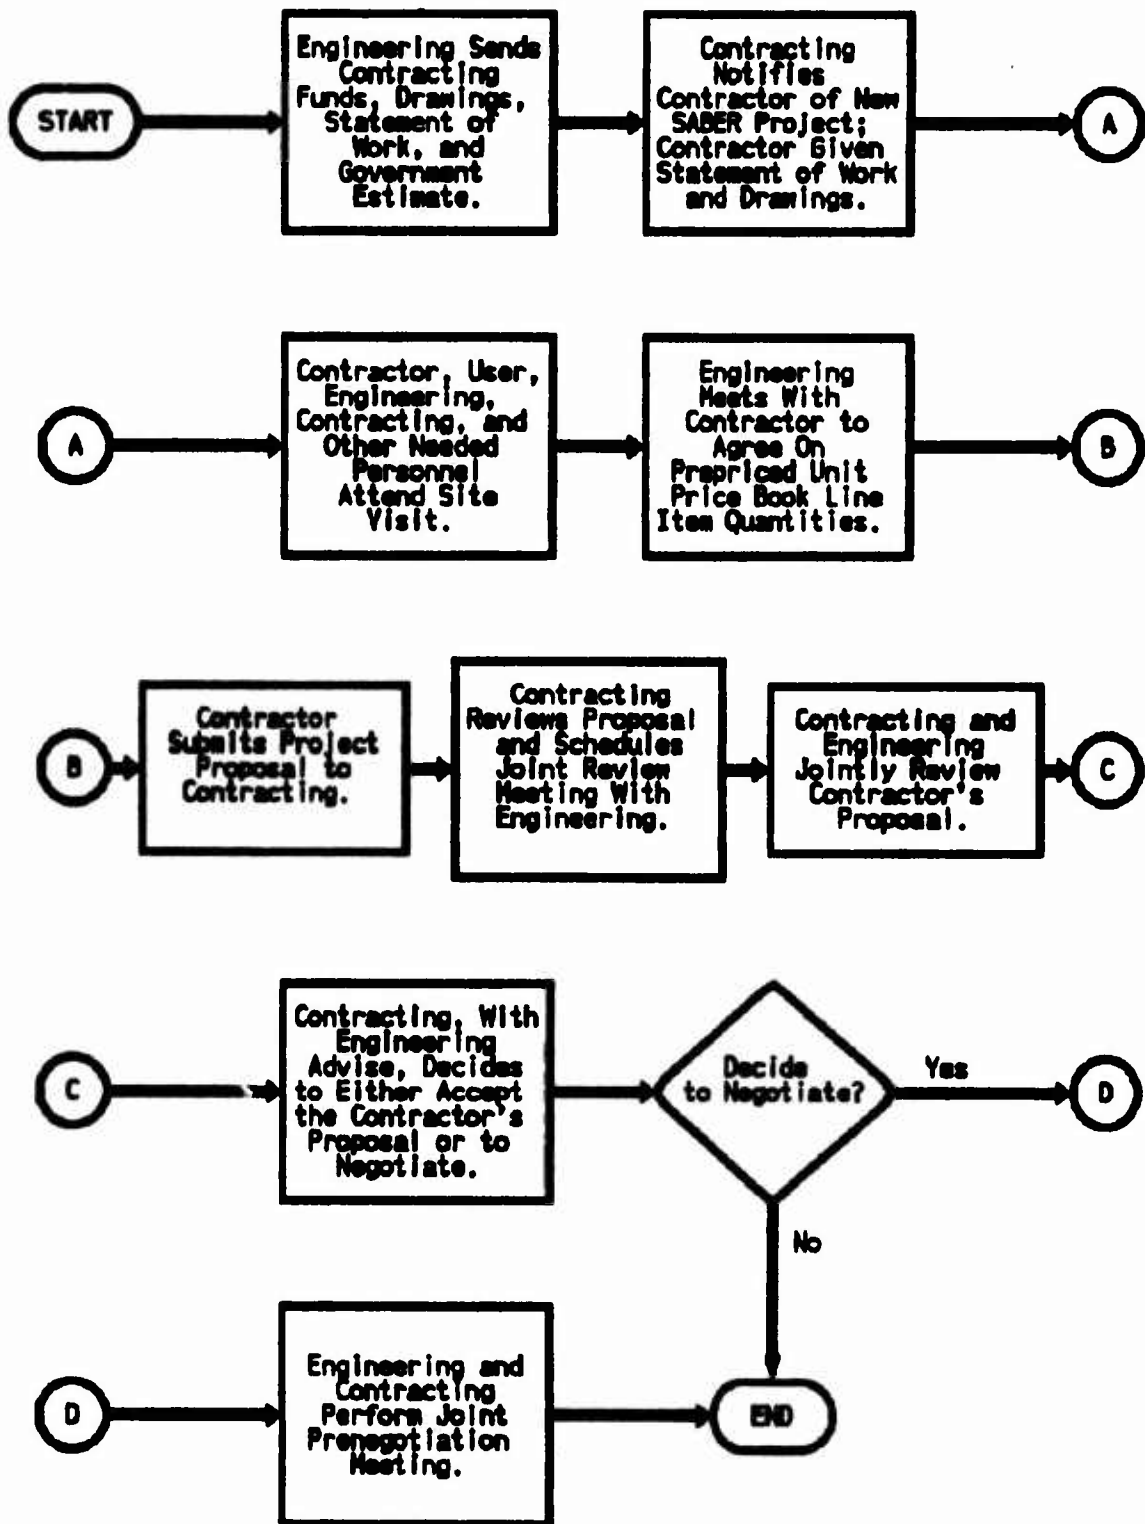 START
Engineering Sends
Contracting
Funds, Drawings,
Statement of
Work, and
Government
Estimate.
Contracting
Notifies
Contractor of New
SABER Project;
Contractor Given
Statement of Work
and Drawings.
A
A
Contractor, User,
Engineering,
Contracting, and
Other Needed
Personnel
Attend Site
Visit.
Engineering
Meets With
Contractor to
Agree On
Prepriced Unit
Price Book Line
Item Quantities.
B
B
Contractor
Submits Project
Proposal to
Contracting.
Contracting
Reviews Proposal
and Schedules
Joint Review
Meeting With
Engineering.
Contracting and
Engineering
Jointly Review
Contractor's
Proposal.
C
C
Contracting, With
Engineering
Advise, Decides
to Either Accept
the Contractor's
Proposal or to
Negotiate.
Decide
to Negotiate?
Yes
D
No
D
Engineering and
Contracting
Perform Joint
Prenegotiation
Meeting.
END